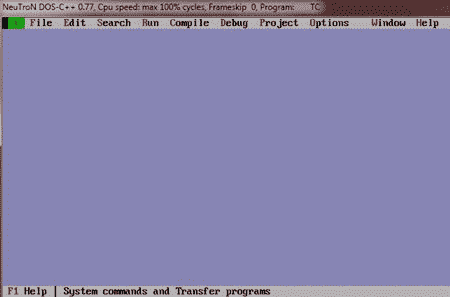 NeuTroN DOS-C++ 0.77, Cpu speed: max 100% cycles, Frameskip 0, Program: TC
File Edit Search Run Compile Debug Project Options Window Help
F1 Help | System commands and Transfer programs